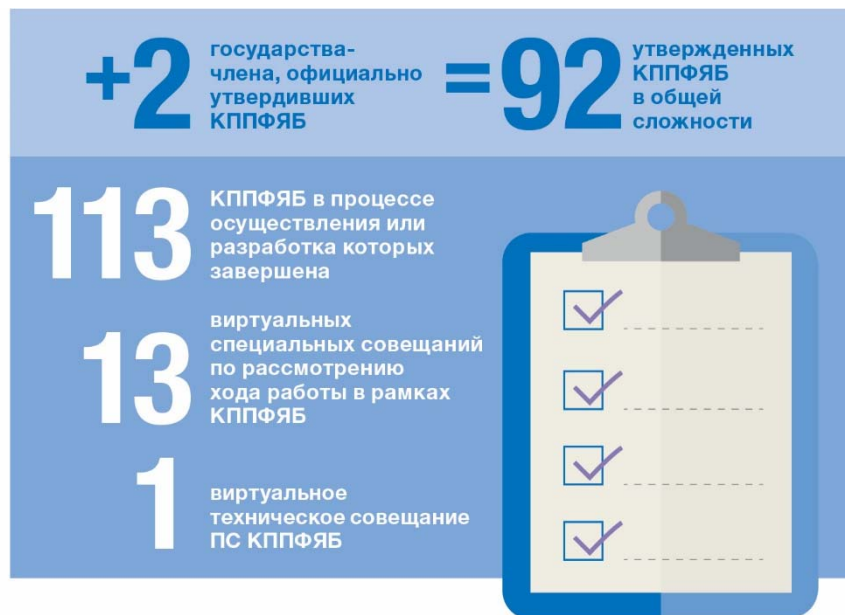 +2
государства-
члена, официально
утвердивших
КППФЯБ
=92
утвержденных
КППФЯБ
в общей
сложности
113
КППФЯБ в процессе
осуществления или
разработка которых
завершена
13
виртуальных
специальных совещаний
по рассмотрению
хода работы в рамках
КППФЯБ
1
виртуальное
техническое совещание
ПС КППФЯБ